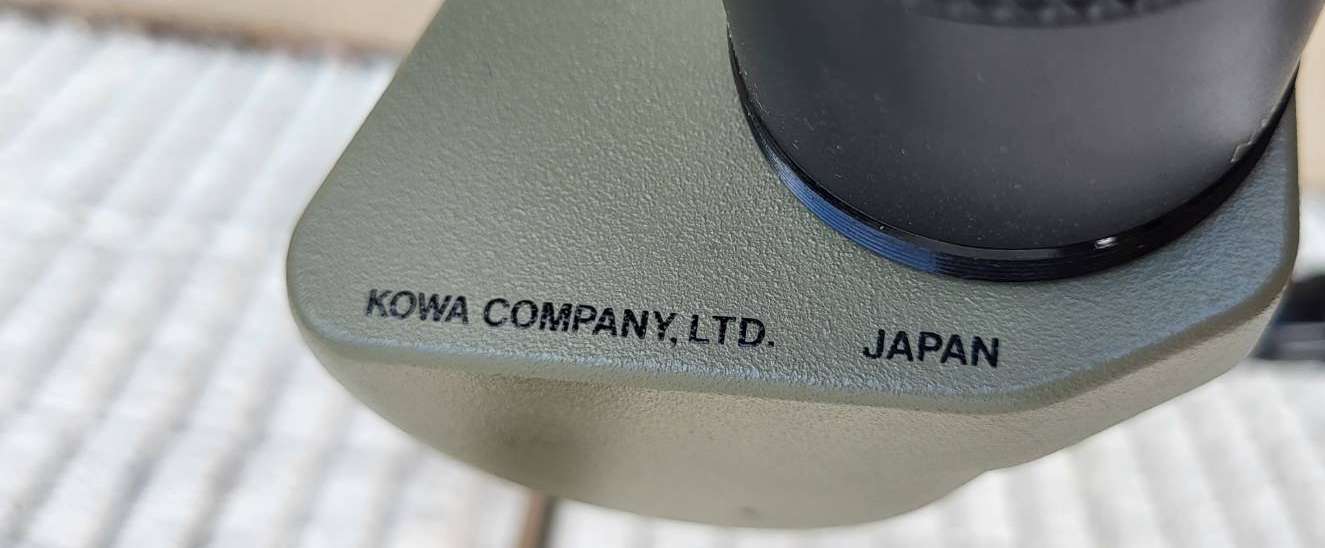 KOWA COMPANY, LTD. JAPAN